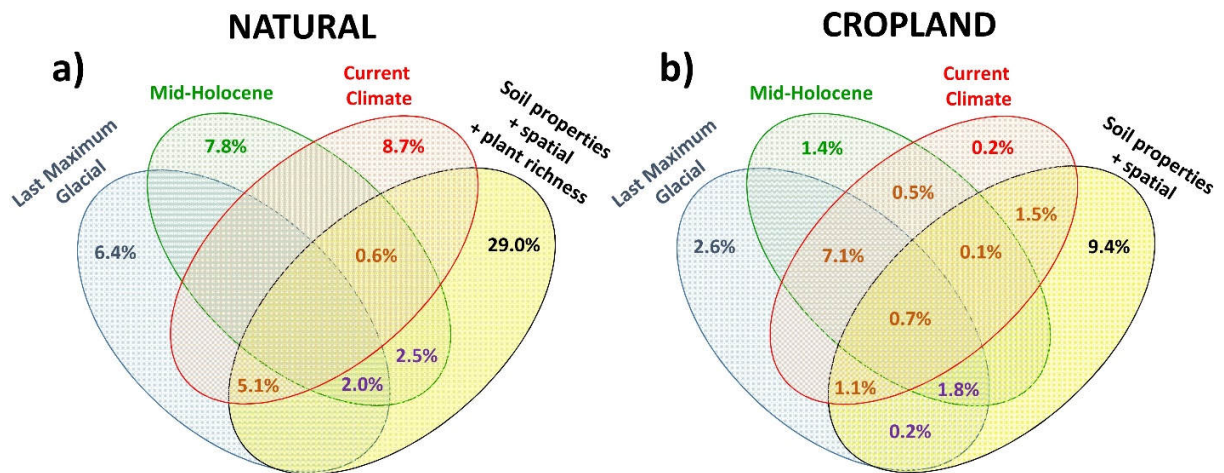 NATURAL
a)
Mid-Holocene
Current
Climate
Soil properties
+ spatial
+ plant richness
Last Maximum
Glacial
7.8%
8.7%
6.4%
0.6%
29.0%
2.5%
5.1%
2.0%
CROPLAND
b)
Mid-Holocene
Current
Climate
Soil properties
+ spatial
Last Maximum
Glacial
1.4%
0.2%
0.5%
1.5%
2.6%
7.1%
0.1%
9.4%
0.7%
1.1%
1.8%
0.2%